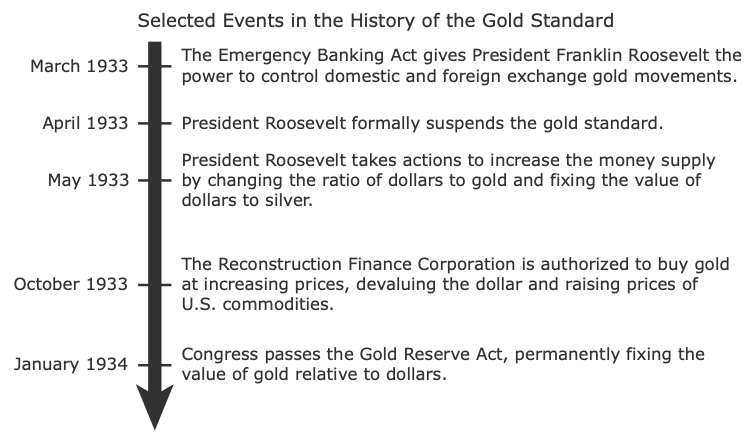 Selected Events in the History of the Gold Standard
March 1933
The Emergency Banking Act gives President Franklin Roosevelt the
power to control domestic and foreign exchange gold movements.
April 1933
President Roosevelt formally suspends the gold standard.
May 1933
President Roosevelt takes actions to increase the money supply
by changing the ratio of dollars to gold and fixing the value of
dollars to silver.
October 1933
The Reconstruction Finance Corporation is authorized to buy gold
at increasing prices, devaluing the dollar and raising prices of
U.S. commodities.
January 1934
Congress passes the Gold Reserve Act, permanently fixing the
value of gold relative to dollars.